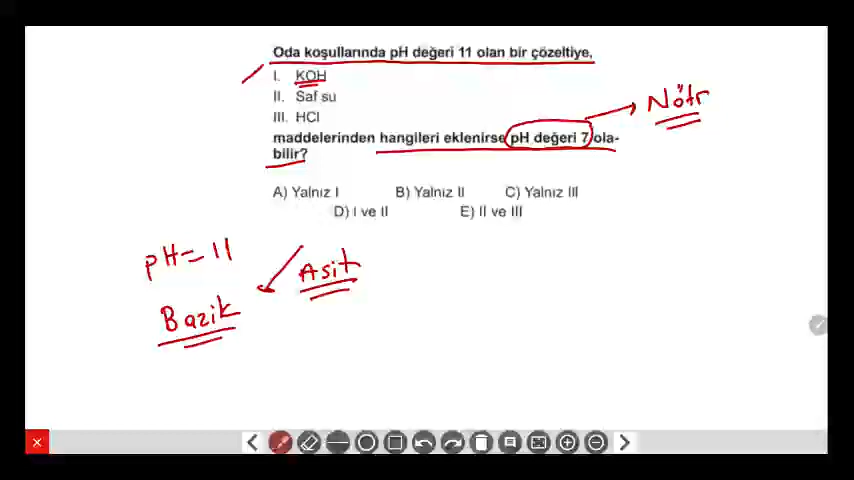 Oda koşullarında pH değeri 11 olan bir çözeltiye,
I. KOH
II. Saf su
III. HCl
maddelerinden hangileri eklenirse pH değeri 7 ola-
bilir?
Nötr
A) Yalnız I B) Yalnız II C) Yalnız III
D) I ve II E) II ve III
pH = 11
Asit
Bazik